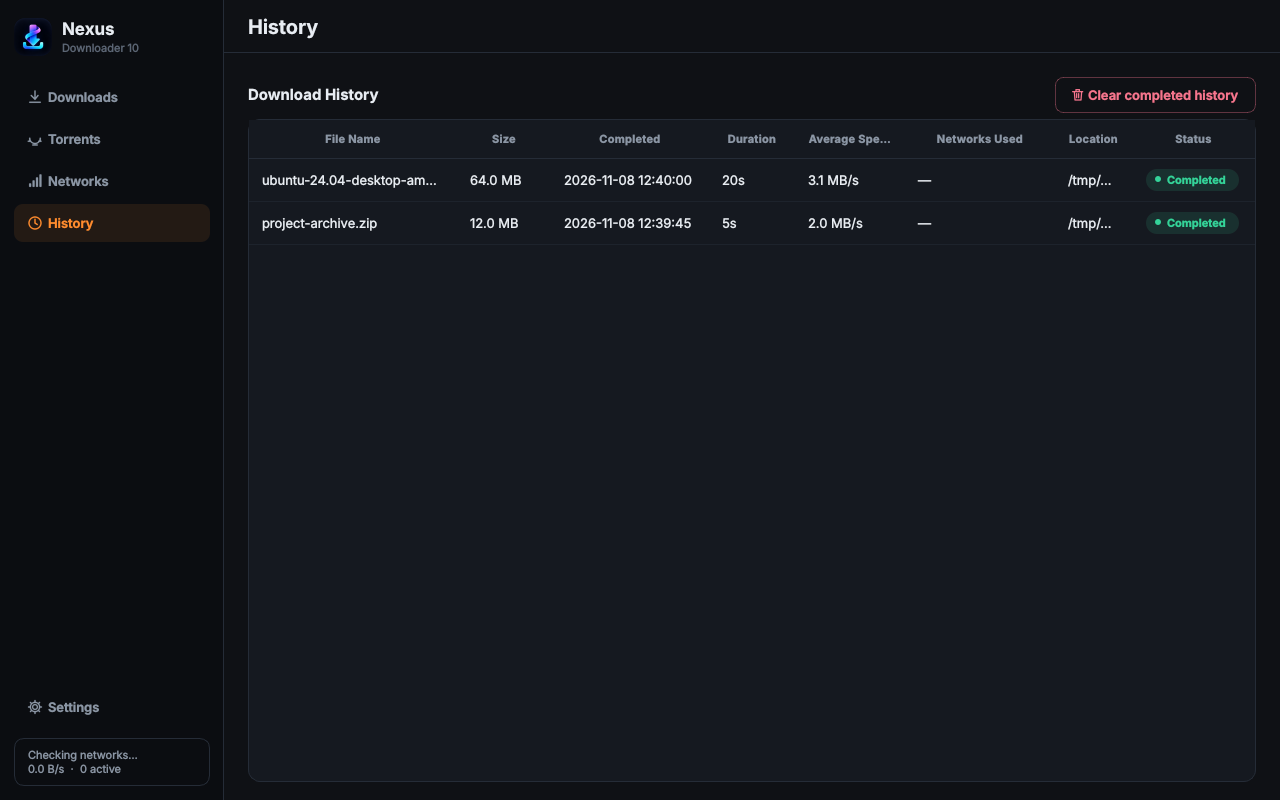 Nexus
Downloader 10
Downloads
Torrents
Networks
History
Settings
Checking networks...
0.0 B/s · 0 active
History
Download History
Clear completed history
File Name Size Completed Duration Average Spe... Networks Used Location Status
ubuntu-24.04-desktop-am... 64.0 MB 2026-11-08 12:40:00 20s 3.1 MB/s — /tmp/... Completed
project-archive.zip 12.0 MB 2026-11-08 12:39:45 5s 2.0 MB/s — /tmp/... Completed